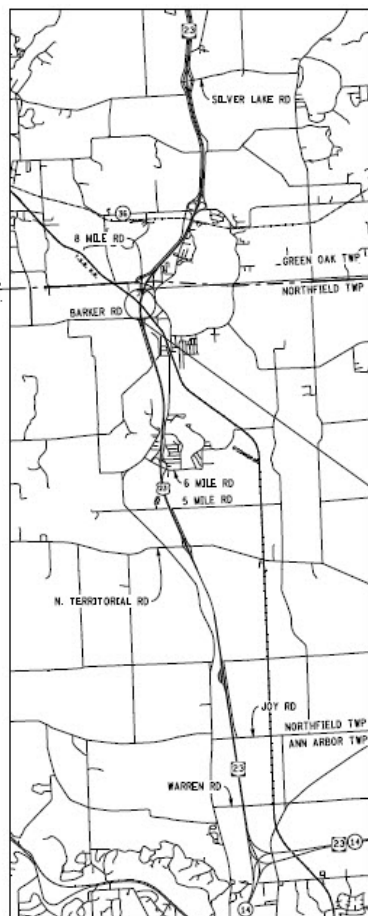 23
SILVER LAKE RD
36
8 MILE RD
GREEN OAK TWP
NORTHFIELD TWP
BARKER RD
6 MILE RD
23
5 MILE RD
N. TERRITORIAL RD
JOY RD
NORTHFIELD TWP
ANN ARBOR TWP
23
WARREN RD
23 14
14